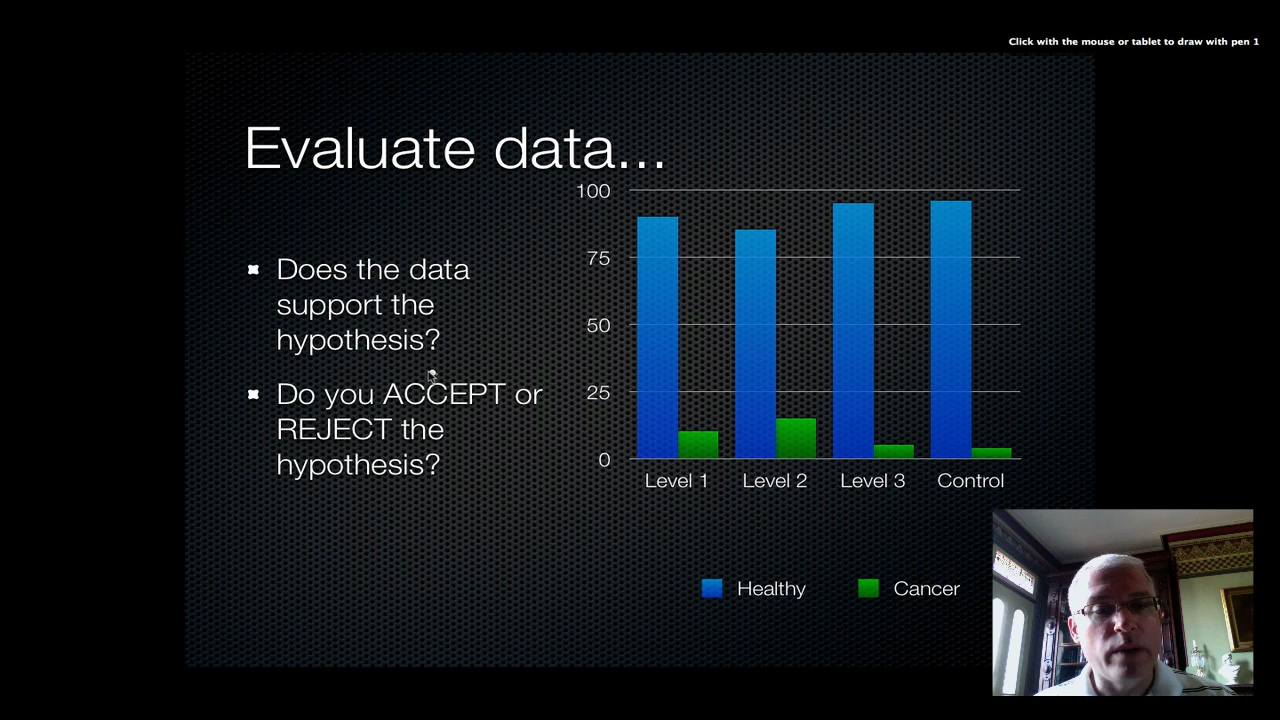 Click with the mouse or tablet to draw with pen 1
Evaluate data...
Does the data
support the
hypothesis?
Do you ACCEPT or
REJECT the
hypothesis?
100
75
50
25
0
Level 1
Level 2
Level 3
Control
Healthy
Cancer